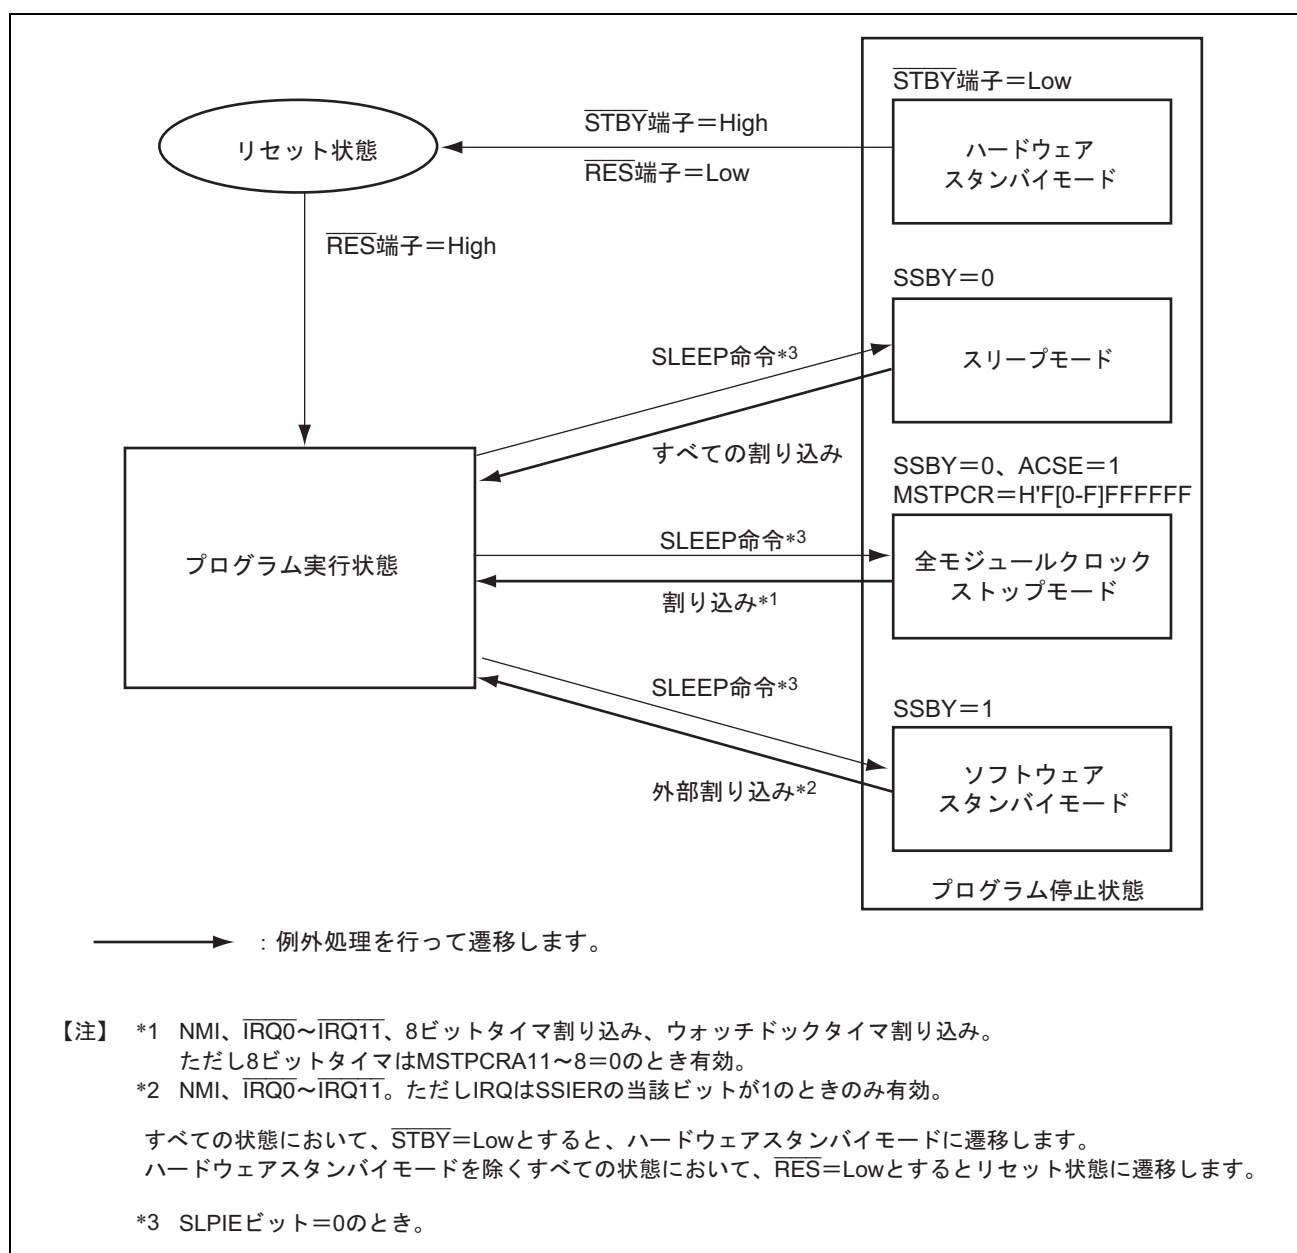 STBY端子＝Low
STBY端子＝High
リセット状態
ハードウェア
スタンバイモード
RES端子＝Low
RES端子＝High
SSBY＝0
SLEEP命令*3
スリープモード
すべての割り込み
SSBY＝0、ACSE＝1
MSTPCR＝H'F[0-F]FFFFFF
SLEEP命令*3
プログラム実行状態
全モジュールクロック
ストップモード
割り込み*1
SLEEP命令*3
SSBY＝1
ソフトウェア
スタンバイモード
外部割り込み*2
プログラム停止状態
：例外処理を行って遷移します。
【注】 *1 NMI、IRQ0～IRQ11、8ビットタイマ割り込み、ウォッチドックタイマ割り込み。
ただし8ビットタイマはMSTPCRA11～8＝0のとき有効。
*2 NMI、IRQ0～IRQ11。ただしIRQはSSIERの当該ビットが1のときのみ有効。
すべての状態において、STBY＝Lowとすると、ハードウェアスタンバイモードに遷移します。
ハードウェアスタンバイモードを除くすべての状態において、RES＝Lowとするとリセット状態に遷移します。
*3 SLPIEビット＝0のとき。